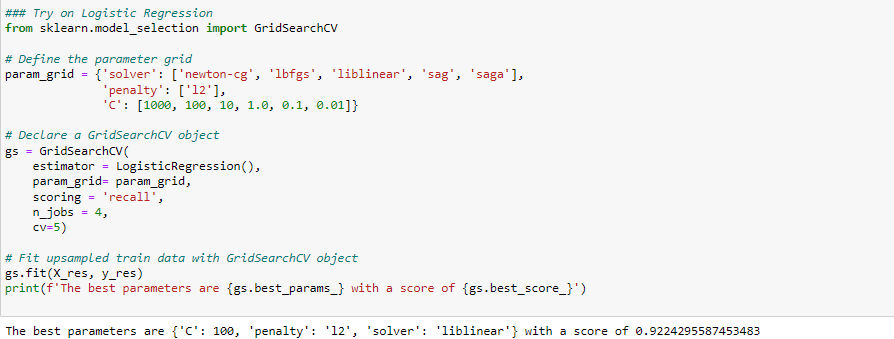 ### Try on Logistic Regression
from sklearn.model_selection import GridSearchCV
# Define the parameter grid
param_grid = {'solver': ['newton-cg', 'lbfgs', 'liblinear', 'sag', 'saga'],
'penalty': ['l2'],
'C': [1000, 100, 10, 1.0, 0.1, 0.01]}
# Declare a GridSearchCV object
gs = GridSearchCV(
estimator = LogisticRegression(),
param_grid= param_grid,
scoring = 'recall',
n_jobs = 4,
cv=5)
# Fit upsampled train data with GridSearchCV object
gs.fit(X_res, y_res)
print(f'The best parameters are {gs.best_params_} with a score of {gs.best_score_}')
The best parameters are {'C': 100, 'penalty': 'l2', 'solver': 'liblinear'} with a score of 0.9224295587453483